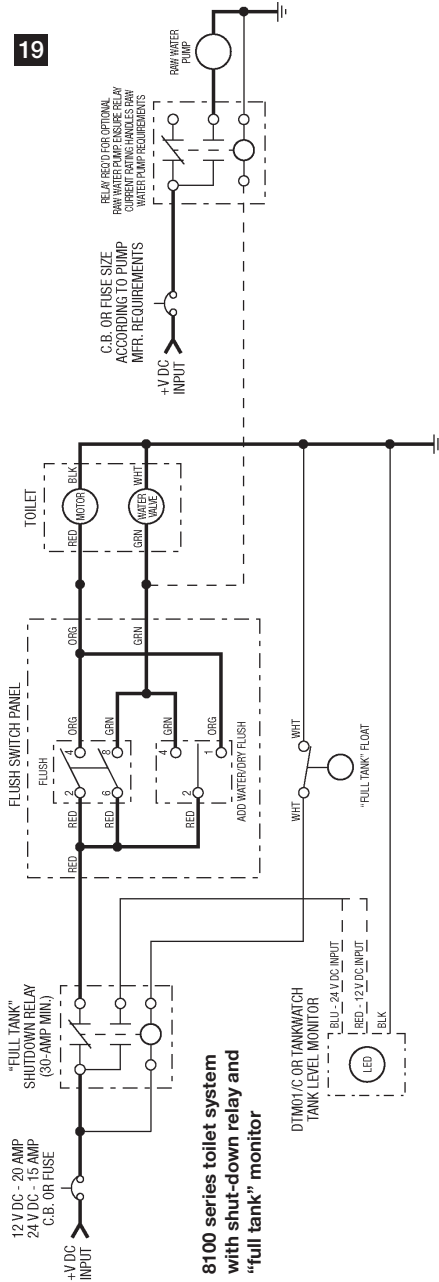 19
12 V DC - 20 AMP
24 V DC - 15 AMP
C.B. OR FUSE
+V DC
INPUT
"FULL TANK"
SHUTDOWN RELAY
(30-AMP MIN.)
FLUSH SWITCH PANEL
RED
FLUSH
RED
2
4
ORG
ORG
RED
6
8
GRN
GRN
RED
2
4
GRN
1
ORG
ADD WATER/DRY FLUSH
TOILET
RED
MOTOR
BLK
GRN
WATER
VALVE
WHT
C.B. OR FUSE SIZE
ACCORDING TO PUMP
MFR. REQUIREMENTS
+V DC
INPUT
RELAY REQ'D FOR OPTIONAL
RAW WATER PUMP. ENSURE RELAY
CURRENT RATING HANDLES RAW
WATER PUMP REQUIREMENTS
RAW WATER
PUMP
8100 series toilet system
with shut-down relay and
"full tank" monitor
DTM01/C OR TANKWATCH
TANK LEVEL MONITOR
LED
BLU - 24 V DC INPUT
RED - 12 V DC INPUT
BLK
WHT
WHT
"FULL TANK" FLOAT